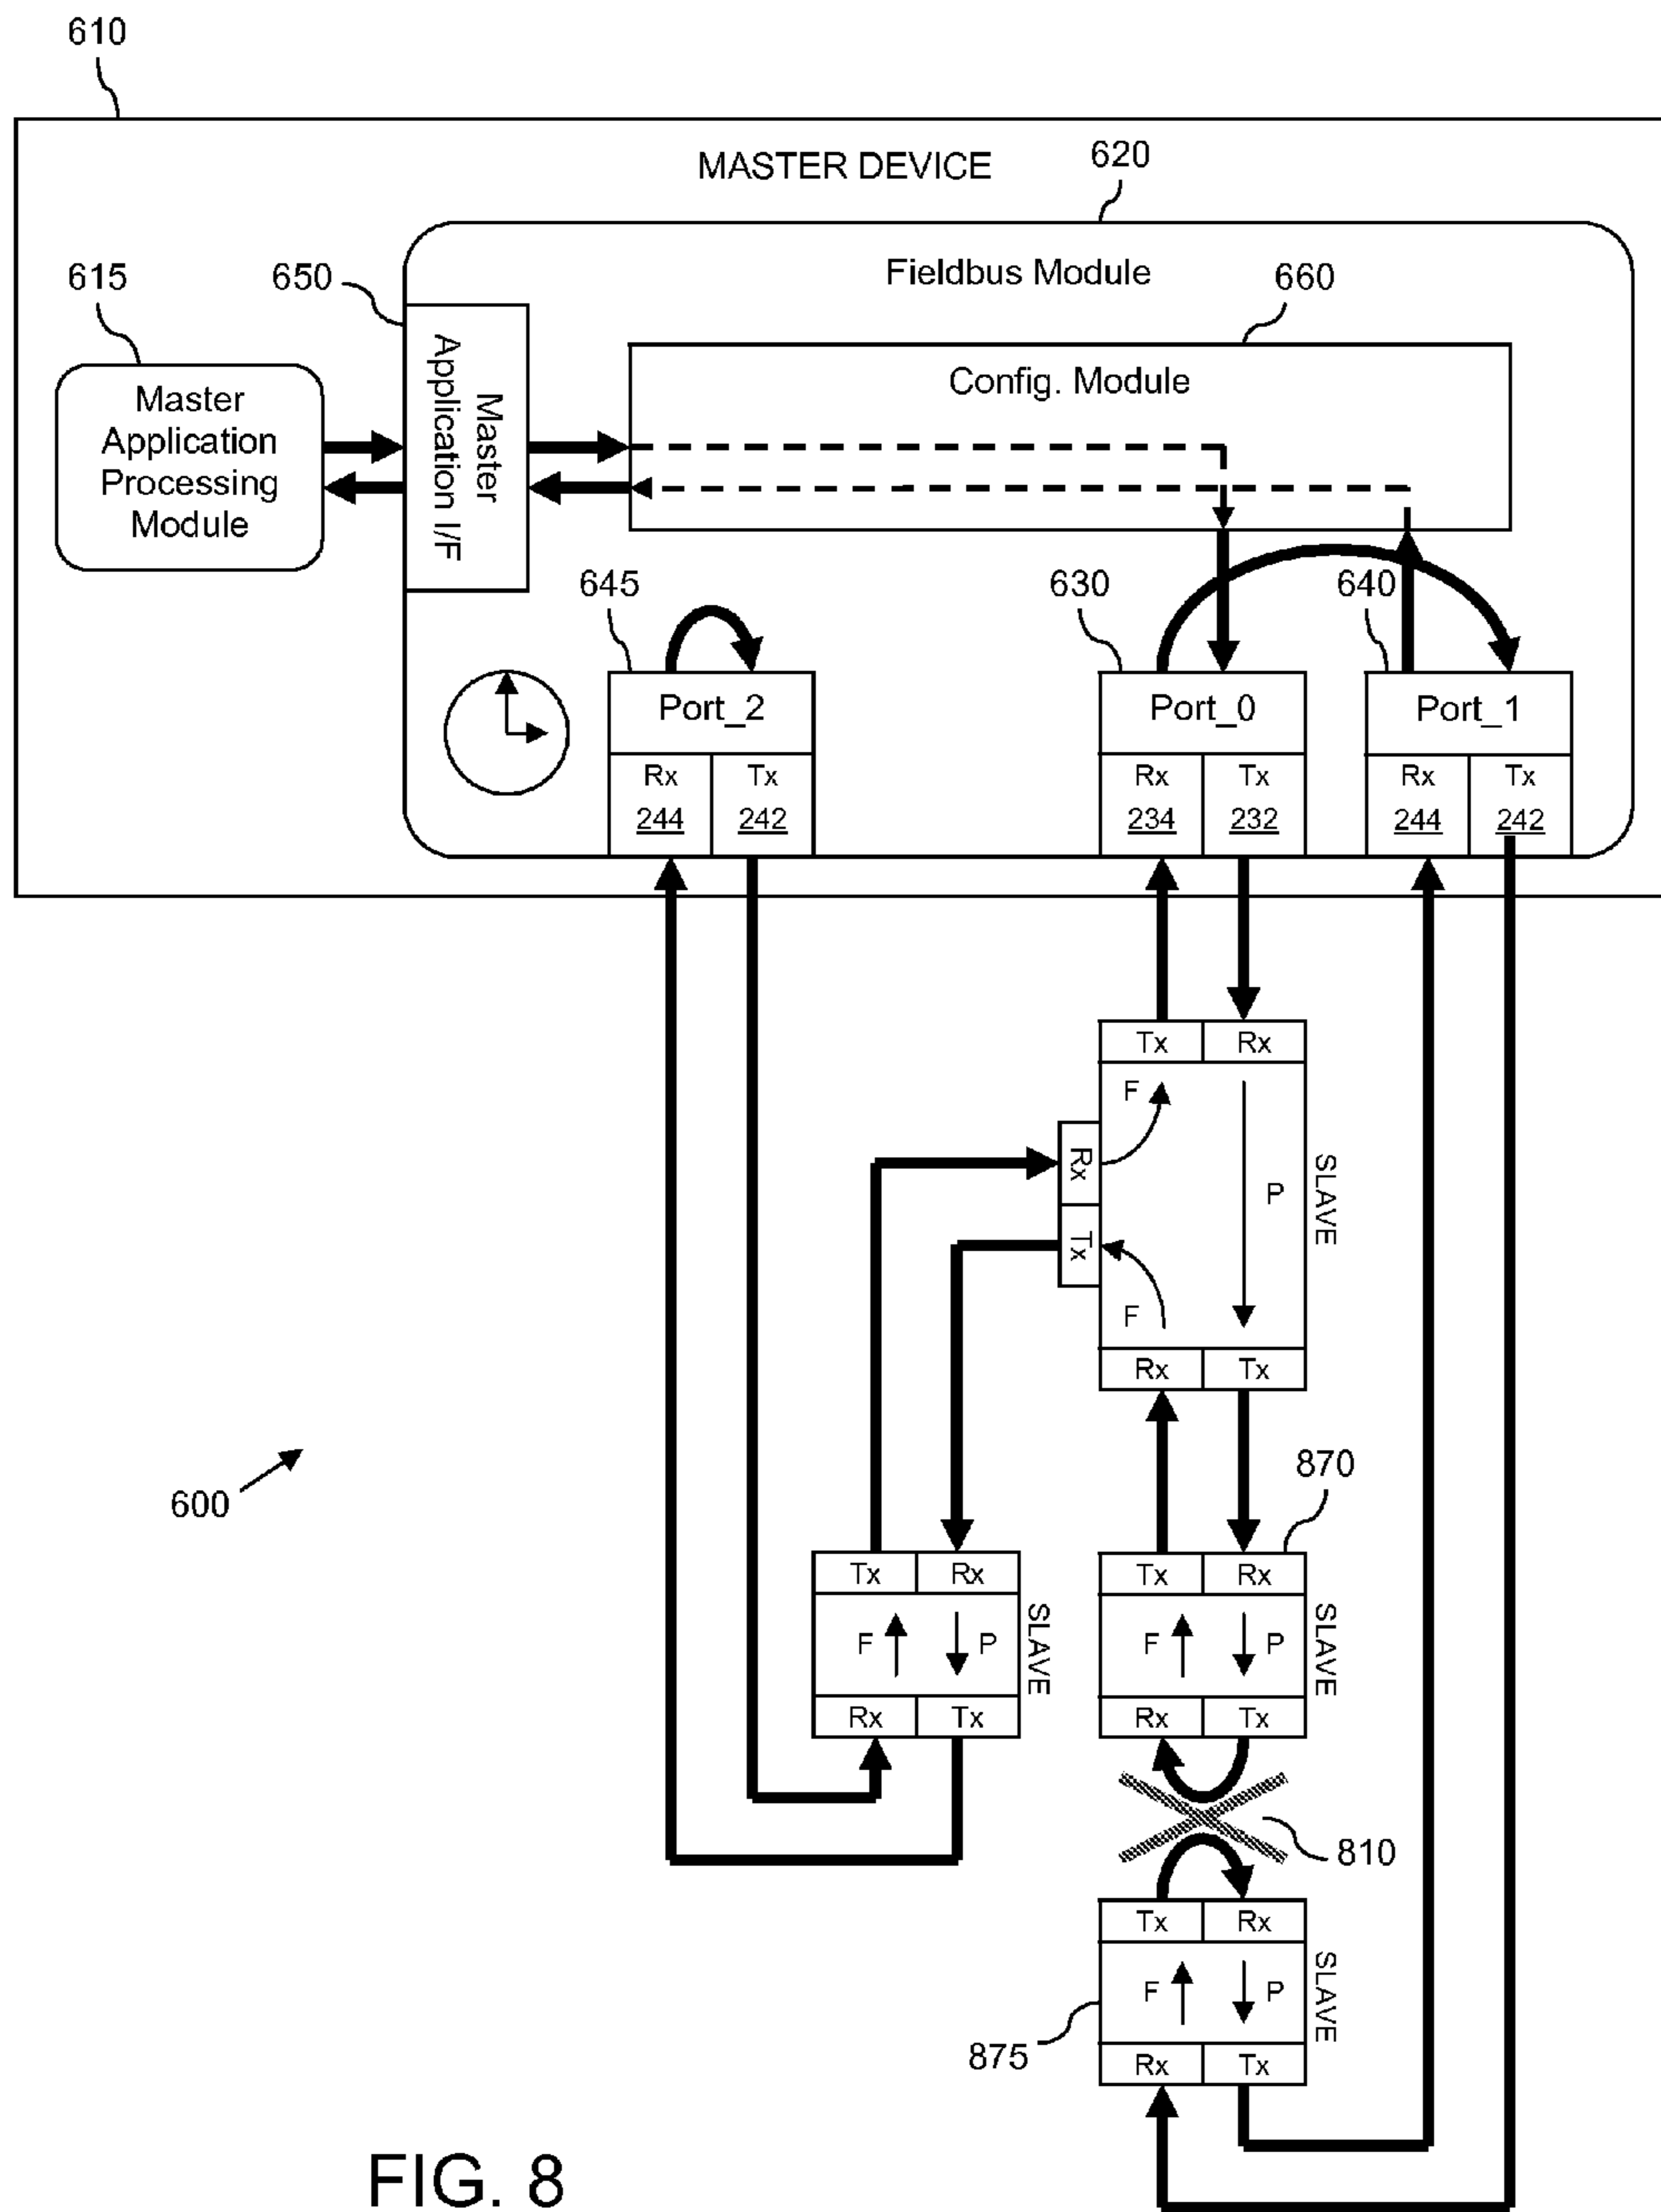 610
MASTER DEVICE
620
615
650
Fieldbus Module
660
Master
Application
Processing
Module
Master
Application I/F
Config. Module
645
630
640
Port_2
Port_0
Port_1
Rx
Tx
Rx
Tx
Rx
Tx
244
242
234
232
244
242
Tx
Rx
F
Rx
P
SLAVE
Tx
F
Rx
Tx
870
600
Tx
Rx
Tx
Rx
F
P
SLAVE
F
P
SLAVE
Rx
Tx
Rx
Tx
810
Tx
Rx
F
P
SLAVE
875
Rx
Tx
FIG. 8